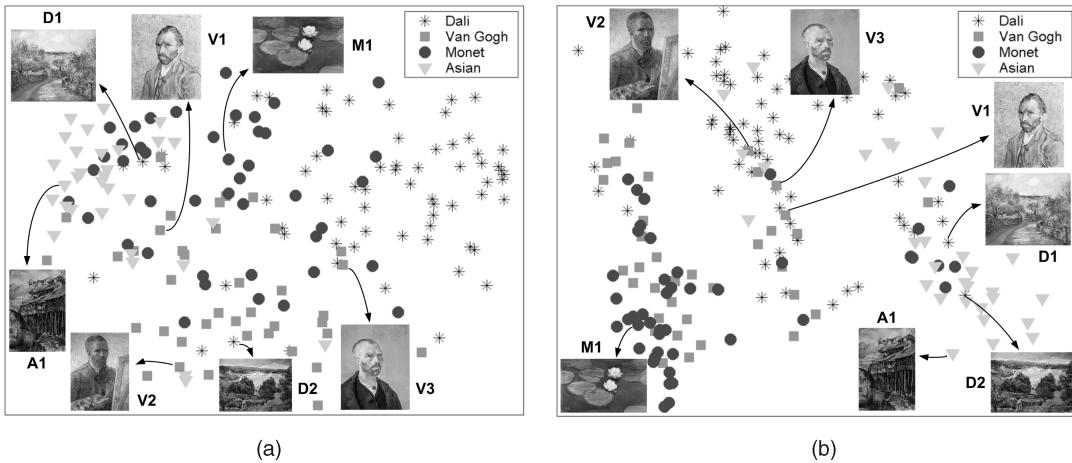 D1
V1
M1
Dali
Van Gogh
Monet
Asian
A1
V2
D2
V3
(a)
V2
V3
Dali
Van Gogh
Monet
Asian
V1
D1
M1
A1
D2
(b)